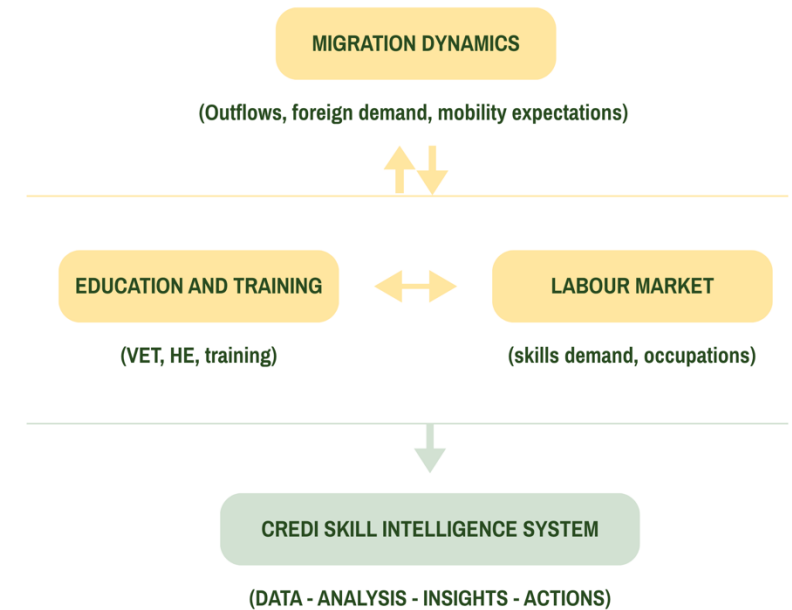 MIGRATION DYNAMICS
(Outflows, foreign demand, mobility expectations)
EDUCATION AND TRAINING
(VET, HE, training)
LABOUR MARKET
(skills demand, occupations)
CREDI SKILL INTELLIGENCE SYSTEM
(DATA - ANALYSIS - INSIGHTS - ACTIONS)